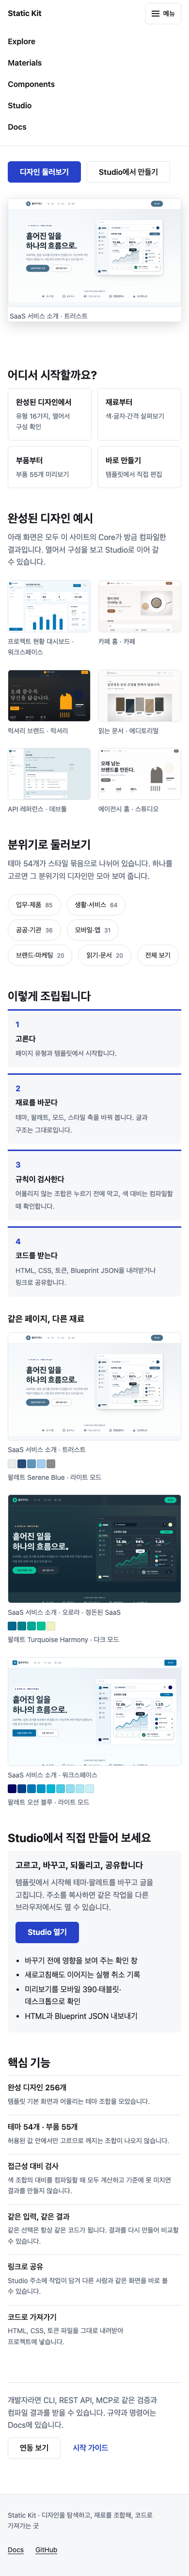 Static Kit
메뉴
Explore
Materials
Components
Studio
Docs
디자인 둘러보기
Studio에서 만들기
흩어진 일을
하나의 흐름으로.
SaaS 서비스 소개 · 트러스트
어디서 시작할까요?
완성된 디자인에서
유형 16가지, 열어서
구성 확인
재료부터
색·글자·간격 살펴보기
부품부터
부품 55개 미리보기
바로 만들기
템플릿에서 직접 편집
완성된 디자인 예시
아래 화면은 모두 이 사이트의 Core가 방금 컴파일한
결과입니다. 열어서 구성을 보고 Studio로 이어 갈
수 있습니다.
프로젝트 현황 대시보드 ·
워크스페이스
카페 홈 · 카페
럭셔리 브랜드 · 럭셔리
읽는 문서 · 에디토리얼
API 레퍼런스 · 데브툴
오래 남는
브랜드를 만든다.
에이전시 홈 · 스튜디오
분위기로 둘러보기
테마 54개가 스타일 묶음으로 나뉘어 있습니다. 하나를
고르면 그 분위기의 디자인만 모아 보여 줍니다.
업무·제품 85
생활·서비스 64
공공·기관 36
모바일·앱 31
브랜드·마케팅 20
읽기·문서 20
전체 보기
이렇게 조립됩니다
1
고른다
페이지 유형과 템플릿에서 시작합니다.
2
재료를 바꾼다
테마, 팔레트, 모드, 스타일 축을 바꿔 봅니다. 글과
구조는 그대로입니다.
3
규칙이 검사한다
어울리지 않는 조합은 누르기 전에 막고, 색 대비는 컴파일할
때 확인합니다.
4
코드를 받는다
HTML, CSS, 토큰, Blueprint JSON을 내려받거나
링크로 공유합니다.
같은 페이지, 다른 재료
흩어진 일을
하나의 흐름으로.
SaaS 서비스 소개 · 트러스트
팔레트 Serene Blue · 라이트 모드
흩어진 일을
하나의 흐름으로.
SaaS 서비스 소개 · 오로라 · 정돈된 SaaS
팔레트 Turquoise Harmony · 다크 모드
흩어진 일을
하나의 흐름으로.
SaaS 서비스 소개 · 워크스페이스
팔레트 오션 블루 · 라이트 모드
Studio에서 직접 만들어 보세요
고르고, 바꾸고, 되돌리고, 공유합니다
템플릿에서 시작해 테마·팔레트를 바꾸고 글을
고칩니다. 주소를 복사하면 같은 작업을 다른
브라우저에서도 열 수 있습니다.
Studio 열기
바꾸기 전에 영향을 보여 주는 확인 창
새로고침해도 이어지는 실행 취소 기록
미리보기를 모바일 390·태블릿·
데스크톱으로 확인
HTML과 Blueprint JSON 내보내기
핵심 기능
완성 디자인 256개
템플릿 기본 화면과 어울리는 테마 조합을 모았습니다.
테마 54개 · 부품 55개
허용된 값 안에서만 고르므로 깨지는 조합이 나오지 않습니다.
접근성 대비 검사
색 조합의 대비를 컴파일할 때 모두 계산하고 기준에 못 미치면
결과를 만들지 않습니다.
같은 입력, 같은 결과
같은 선택은 항상 같은 코드가 됩니다. 결과를 다시 만들어 비교할
수 있습니다.
링크로 공유
Studio 주소에 작업이 담겨 다른 사람과 같은 화면을 바로 볼
수 있습니다.
코드로 가져가기
HTML, CSS, 토큰 파일을 그대로 내려받아
프로젝트에 넣습니다.
개발자라면 CLI, REST API, MCP로 같은 검증과
컴파일 결과를 받을 수 있습니다. 규약과 명령어는
Docs에 있습니다.
연동 보기
시작 가이드
Static Kit · 디자인을 탐색하고, 재료를 조합해, 코드로
가져가는 곳
Docs
GitHub